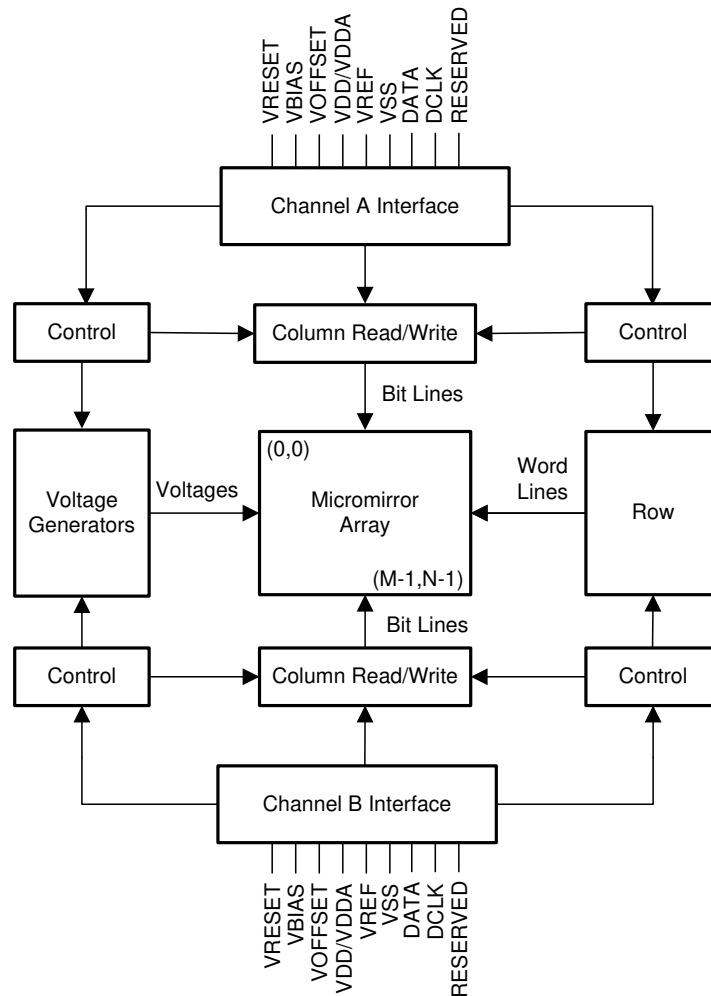 VRESET
VBIAS
VOFFSET
VDD/VDDA
VREF
VSS
DATA
DCLK
RESERVED
Channel A Interface
Control
Column Read/Write
Control
Bit Lines
(0,0)
Voltage
Generators
Voltages
Micromirror
Array
Word
Lines
Row
(M-1,N-1)
Bit Lines
Control
Column Read/Write
Control
Channel B Interface
VRESET
VBIAS
VOFFSET
VDD/VDDA
VREF
VSS
DATA
DCLK
RESERVED